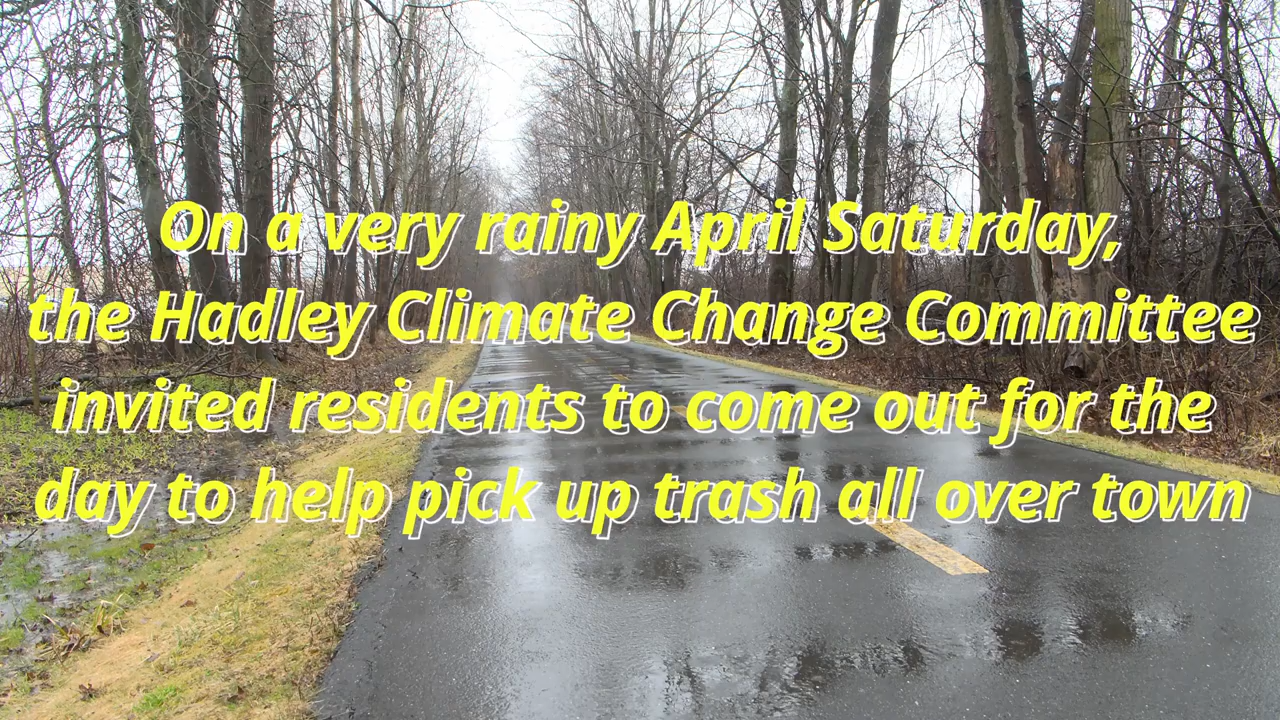 On a very rainy April Saturday,
the Hadley Climate Change Committee
invited residents to come out for the
day to help pick up trash all over town